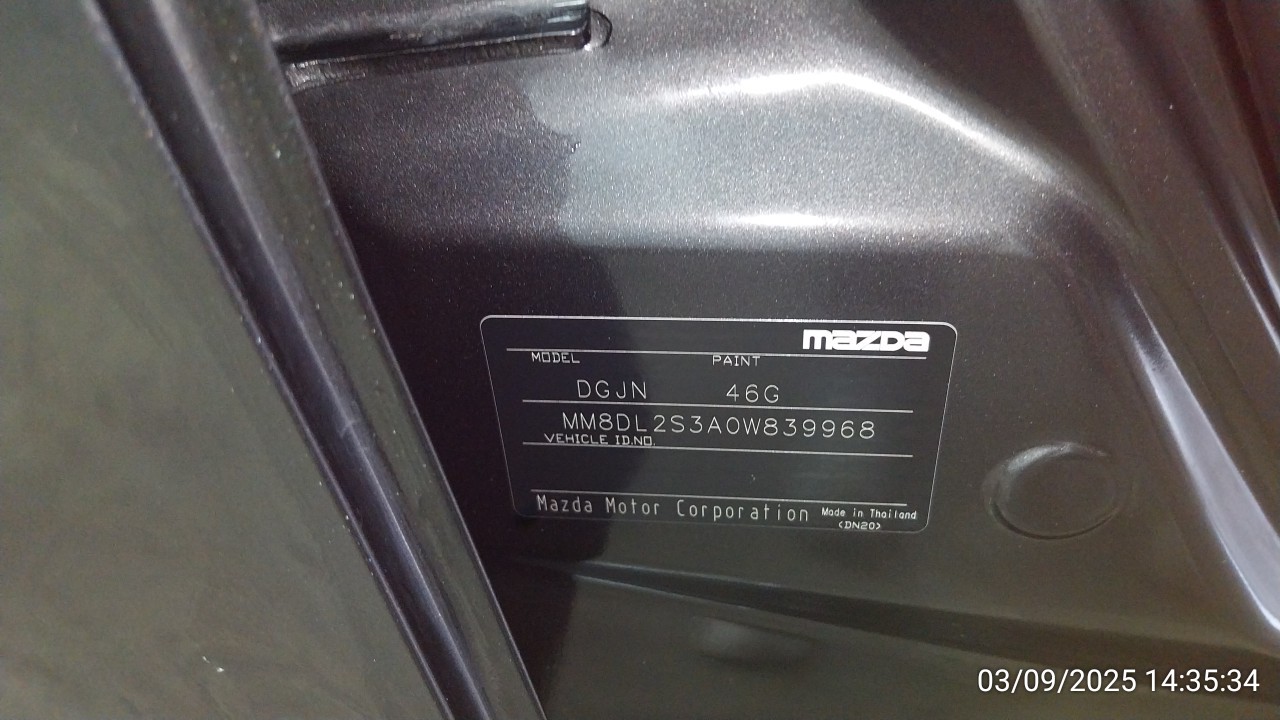 mazda
MODEL PAINT
DGJN 46G
MM8DL2S3A0W839968
VEHICLE ID.NO.
Mazda Motor Corporation Made in Thailand
<DN20>
03/09/2025 14:35:34